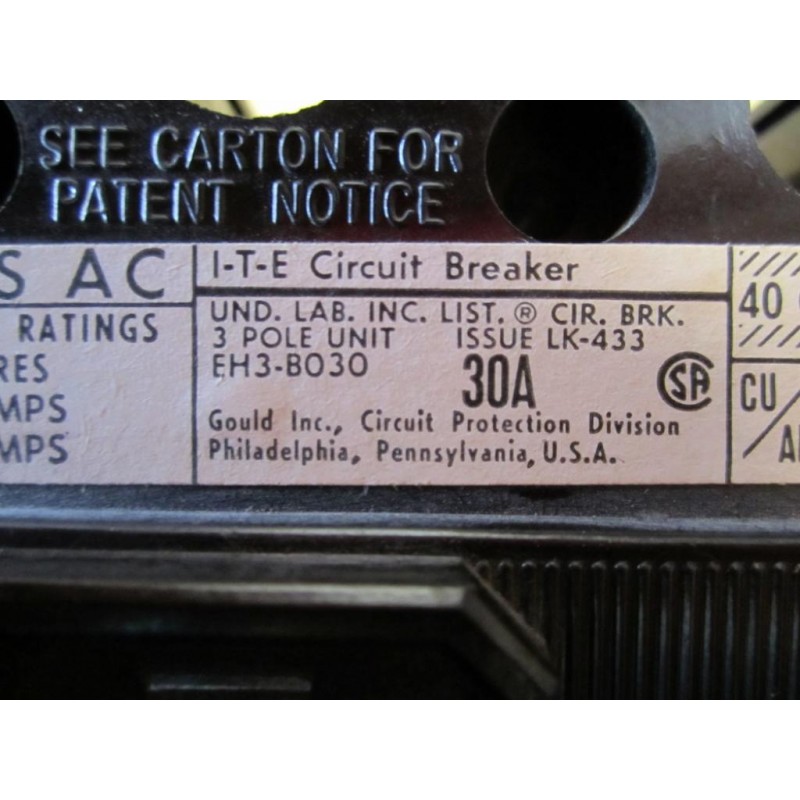 SEE CARTON FOR
PATENT NOTICE
S AC
RATINGS
RES
MPS
MPS
I-T-E Circuit Breaker
UND. LAB. INC. LIST. ® CIR. BRK.
3 POLE UNIT ISSUE LK-433
EH3-B030 30A SA
Gould Inc., Circuit Protection Division
Philadelphia, Pennsylvania, U.S.A.
40
CU/